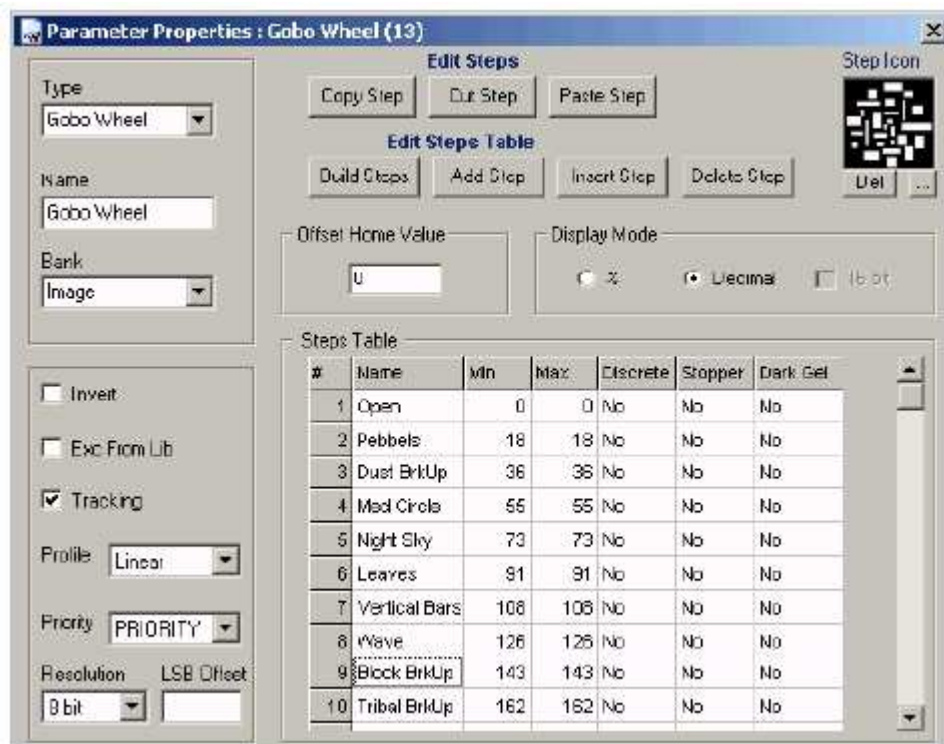 Parameter Properties : Gobo Wheel (13)
Type
Gobo Wheel
Name
Gobo Wheel
Bank
Image
Edit Steps
Copy Step Cut Step Paste Step
Edit Steps Table
Build Steps Add Step Insert Step Delete Step
Step Icon
Del ...
Offset Home Value
0
Display Mode
% Decimal 16 bit
Invert
Exc From Lib
Tracking
Profile Linear
Priority PRIORITY
Resolution LSB Offset
8 bit
Steps Table
# Name Min Max Discrete Stopper Dark Gel
1 Open 0 0 No No No
2 Pebbels 18 18 No No No
3 Dust BrkUp 36 36 No No No
4 Med Circle 55 55 No No No
5 Night Sky 73 73 No No No
6 Leaves 91 91 No No No
7 Vertical Bars 108 108 No No No
8 Wave 126 126 No No No
9 Block BrkUp 143 143 No No No
10 Tribal BrkUp 162 162 No No No